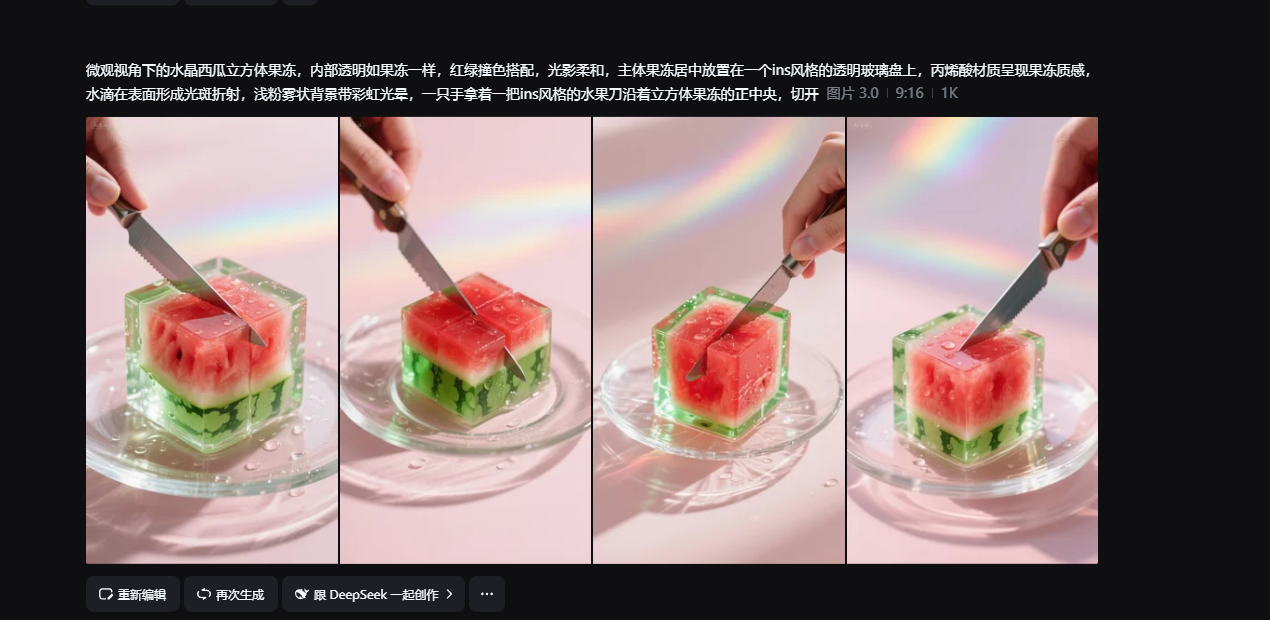 微观视角下的水晶西瓜立方体果冻，内部透明如果冻一样，红绿撞色搭配，光影柔和，主体果冻居中放置在一个ins风格的透明玻璃盘上，丙烯酸材质呈现果冻质感，
水滴在表面形成光斑折射，浅粉雾状背景带彩虹光晕，一只手拿着一把ins风格的水果刀沿着立方体果冻的正中央，切开 图片 3.0 | 9:16 | 1K
重新编辑 再次生成 跟 DeepSeek 一起创作